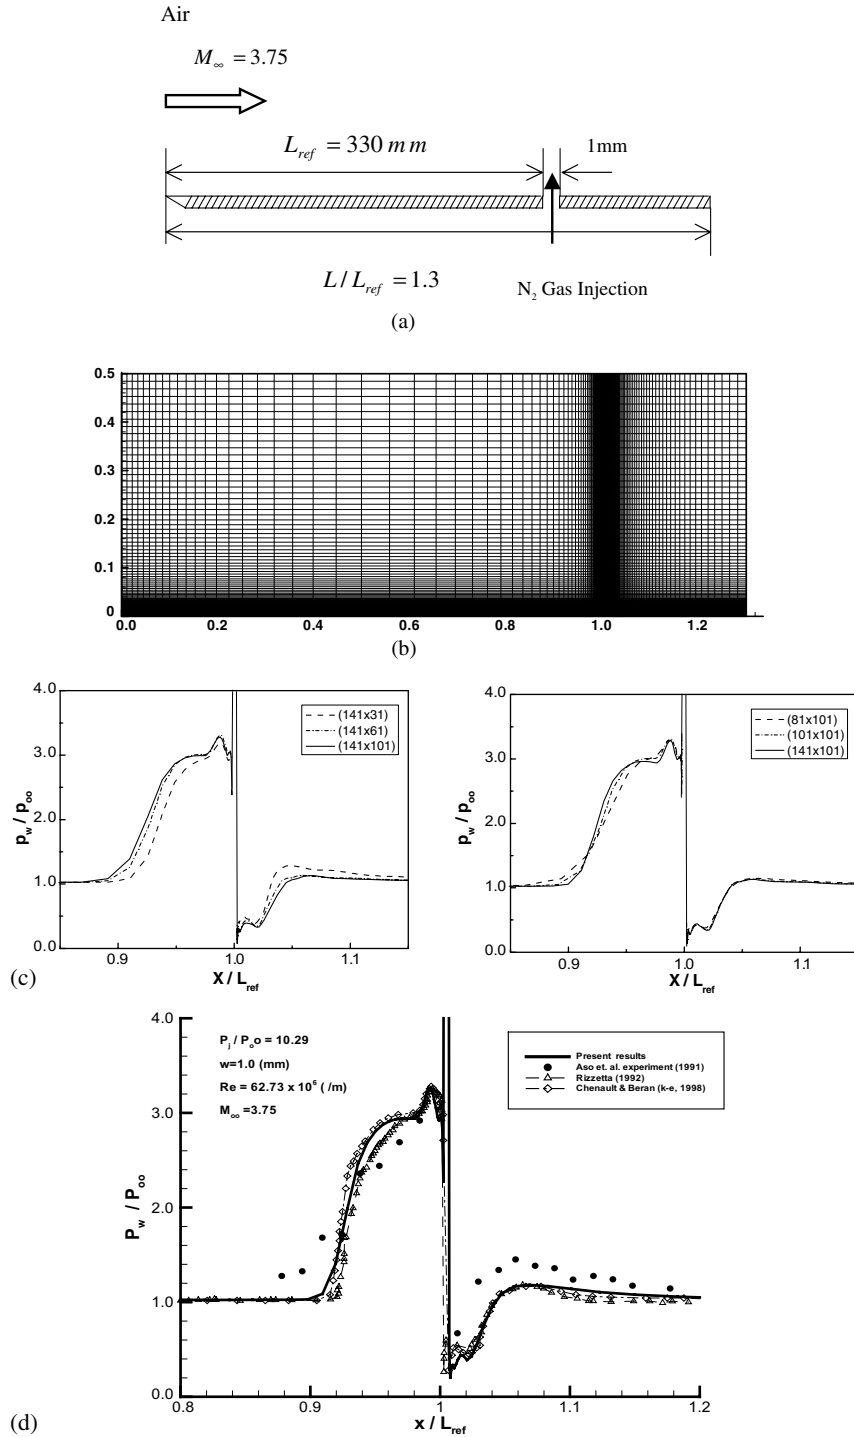 Air
M∞ = 3.75
L_ref = 330 mm
1mm
L / L_ref = 1.3
N₂ Gas Injection
(a)
0.5
0.4
0.3
0.2
0.1
0
0.0 0.2 0.4 0.6 0.8 1.0 1.2
(b)
4.0
3.0
2.0
1.0
0.0
p_w / p_oo
(141x31)
(141x61)
(141x101)
0.9 1.0 1.1
X / L_ref
4.0
3.0
2.0
1.0
0.0
p_w / p_oo
(81x101)
(101x101)
(141x101)
0.9 1.0 1.1
X / L_ref
(c)
4.0
3.0
2.0
1.0
0.0
P_w / P_oo
P_j / P_oo = 10.29
w=1.0 (mm)
Re = 62.73 x 10⁶ ( /m)
M_oo =3.75
Present results
Aso et. al. experiment (1991)
Rizzetta (1992)
Chenault & Beran (k-e, 1998)
0.8 0.9 1 1.1 1.2
x / L_ref
(d)